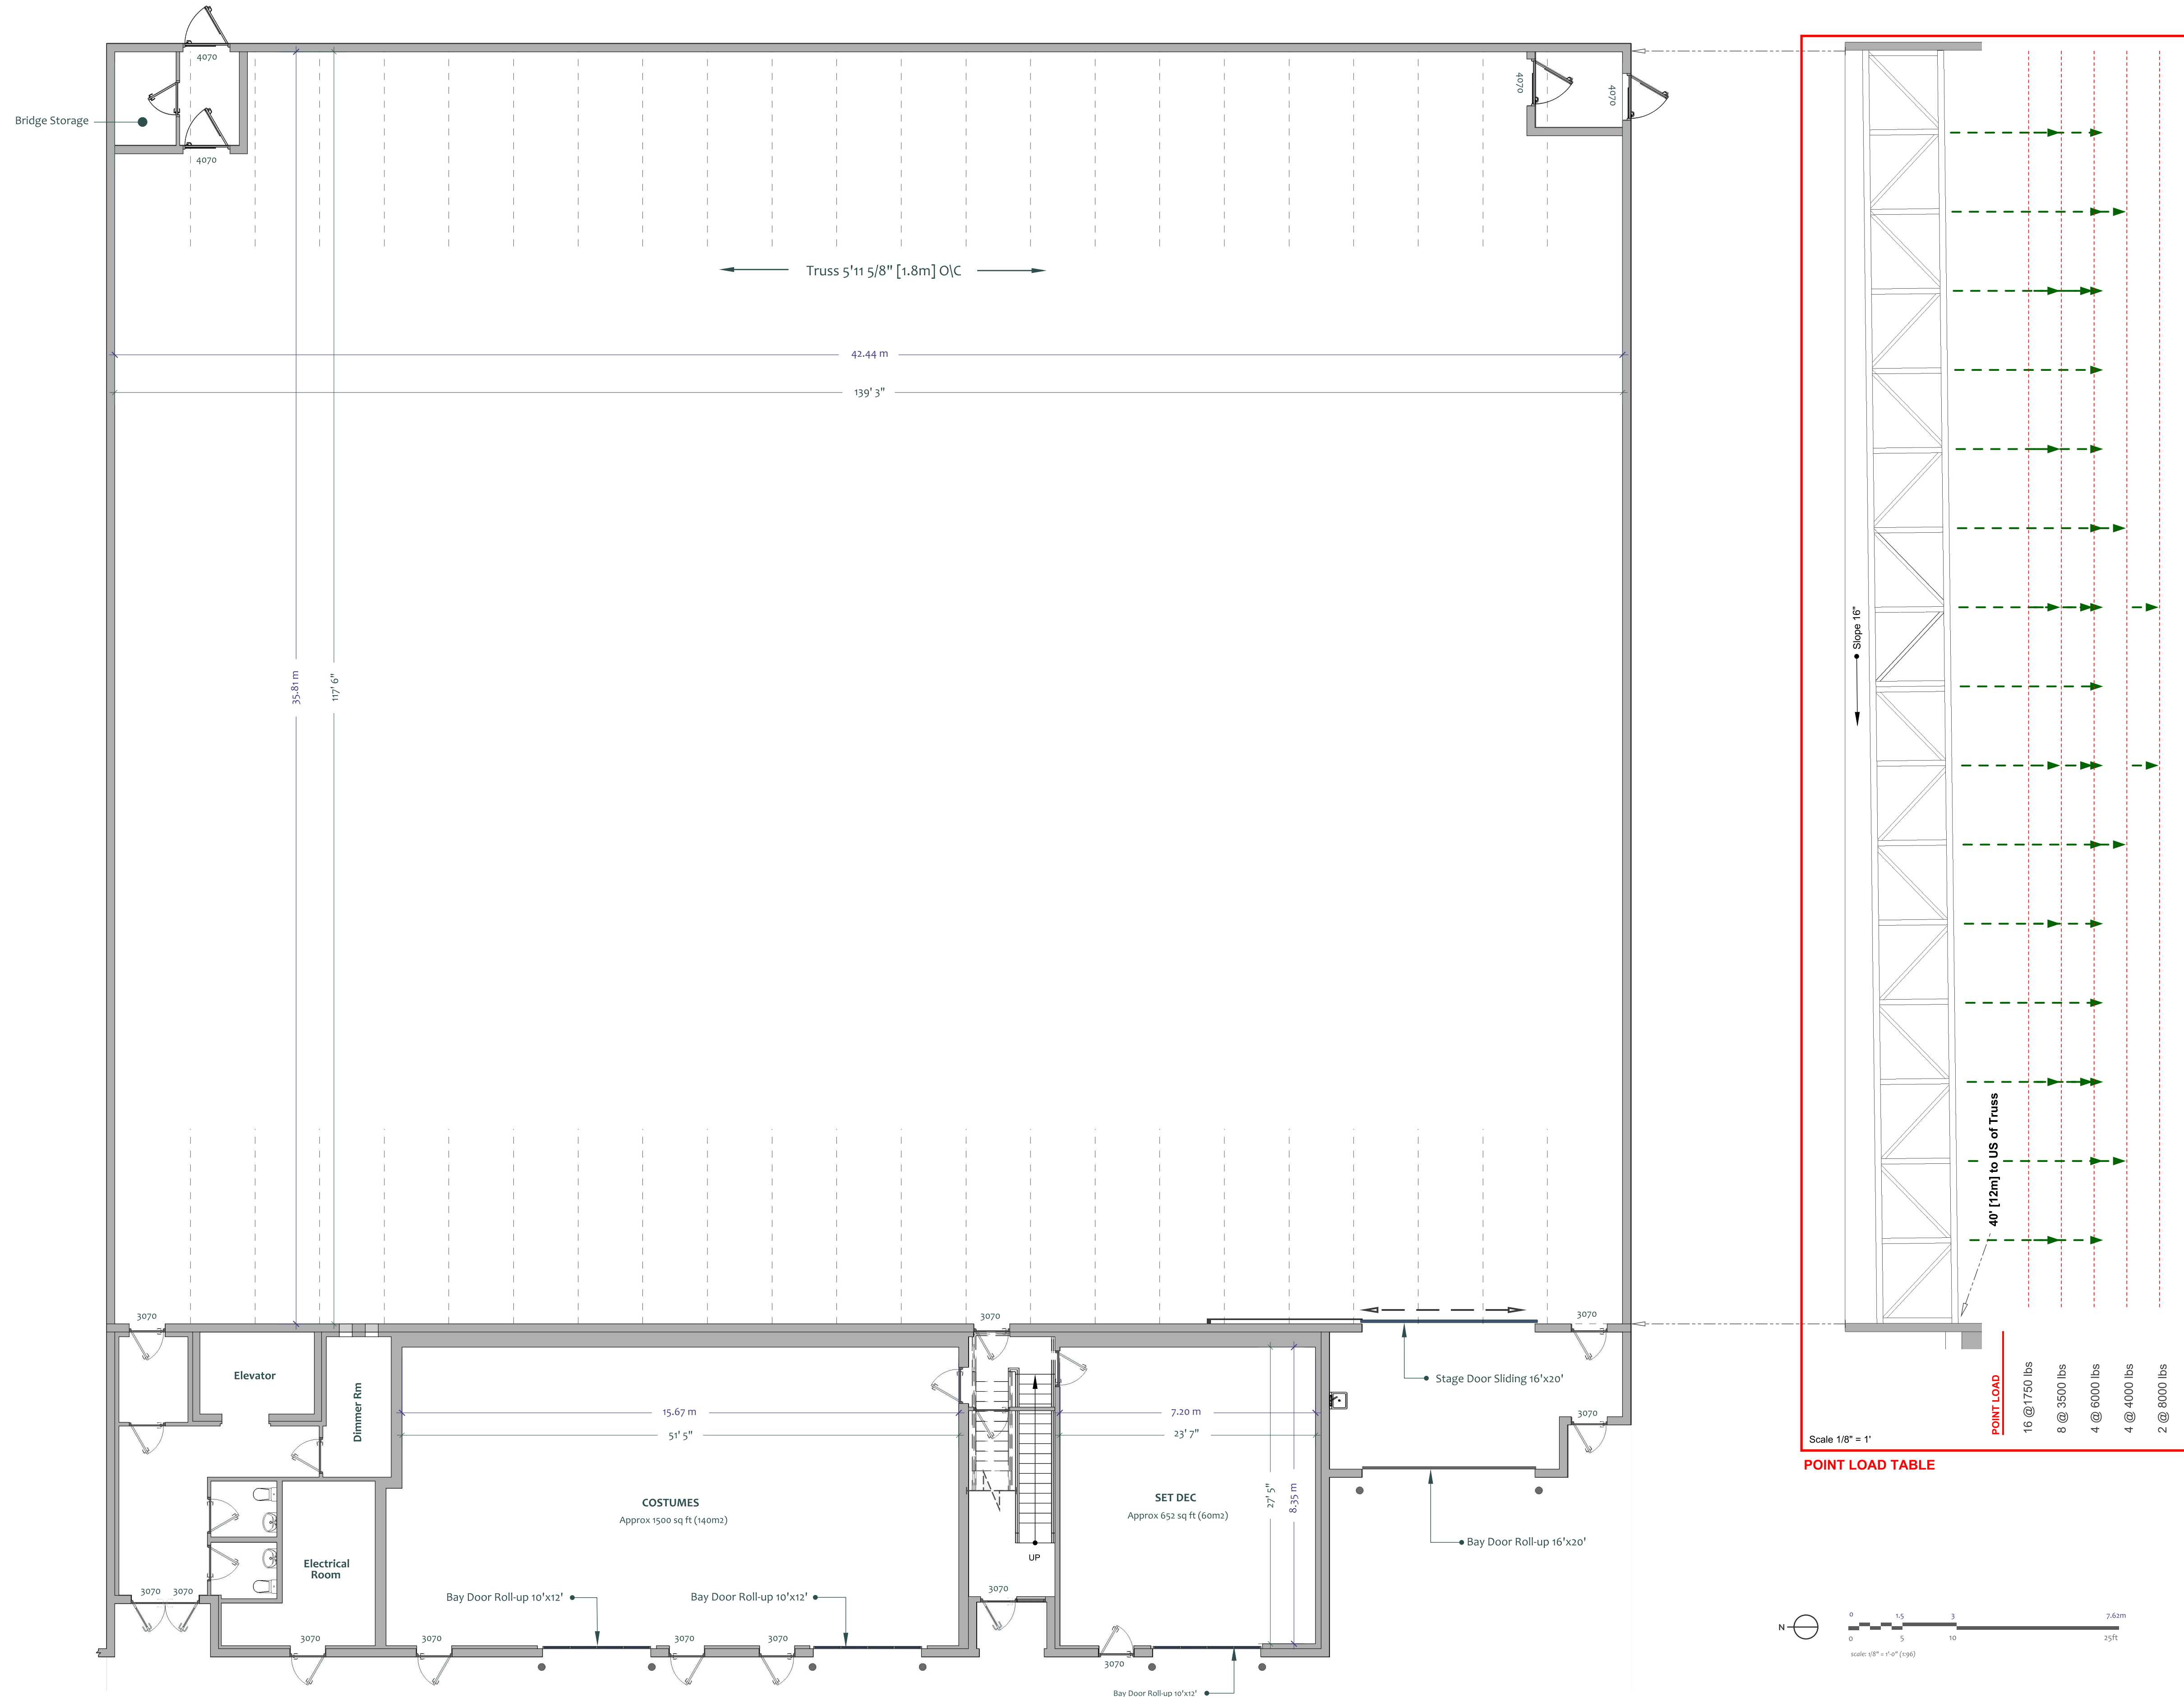 4070
4070
4070
4070
Bridge Storage
Truss 5'11 5/8" [1.8m] O\C
42.44 m
139' 3"
35.81 m
117' 6"
3070
3070
3070
Elevator
Dimmer Rm
15.67 m
51' 5"
7.20 m
23' 7"
27' 5"
8.35 m
Stage Door Sliding 16'x20'
3070
COSTUMES
Approx 1500 sq ft (140m2)
SET DEC
Approx 652 sq ft (60m2)
Bay Door Roll-up 16'x20'
UP
Electrical
Room
3070 3070
3070
Bay Door Roll-up 10'x12'
Bay Door Roll-up 10'x12'
3070
3070
3070
3070
3070
Bay Door Roll-up 10'x12'
Slope 16"
40' [12m] to US of Truss
POINT LOAD
16 @1750 lbs
8 @ 3500 lbs
4 @ 6000 lbs
4 @ 4000 lbs
2 @ 8000 lbs
Scale 1/8" = 1'
POINT LOAD TABLE
N
0 1.5 3 7.62m
0 5 10 25ft
scale: 1/8" = 1'-0" (1:96)